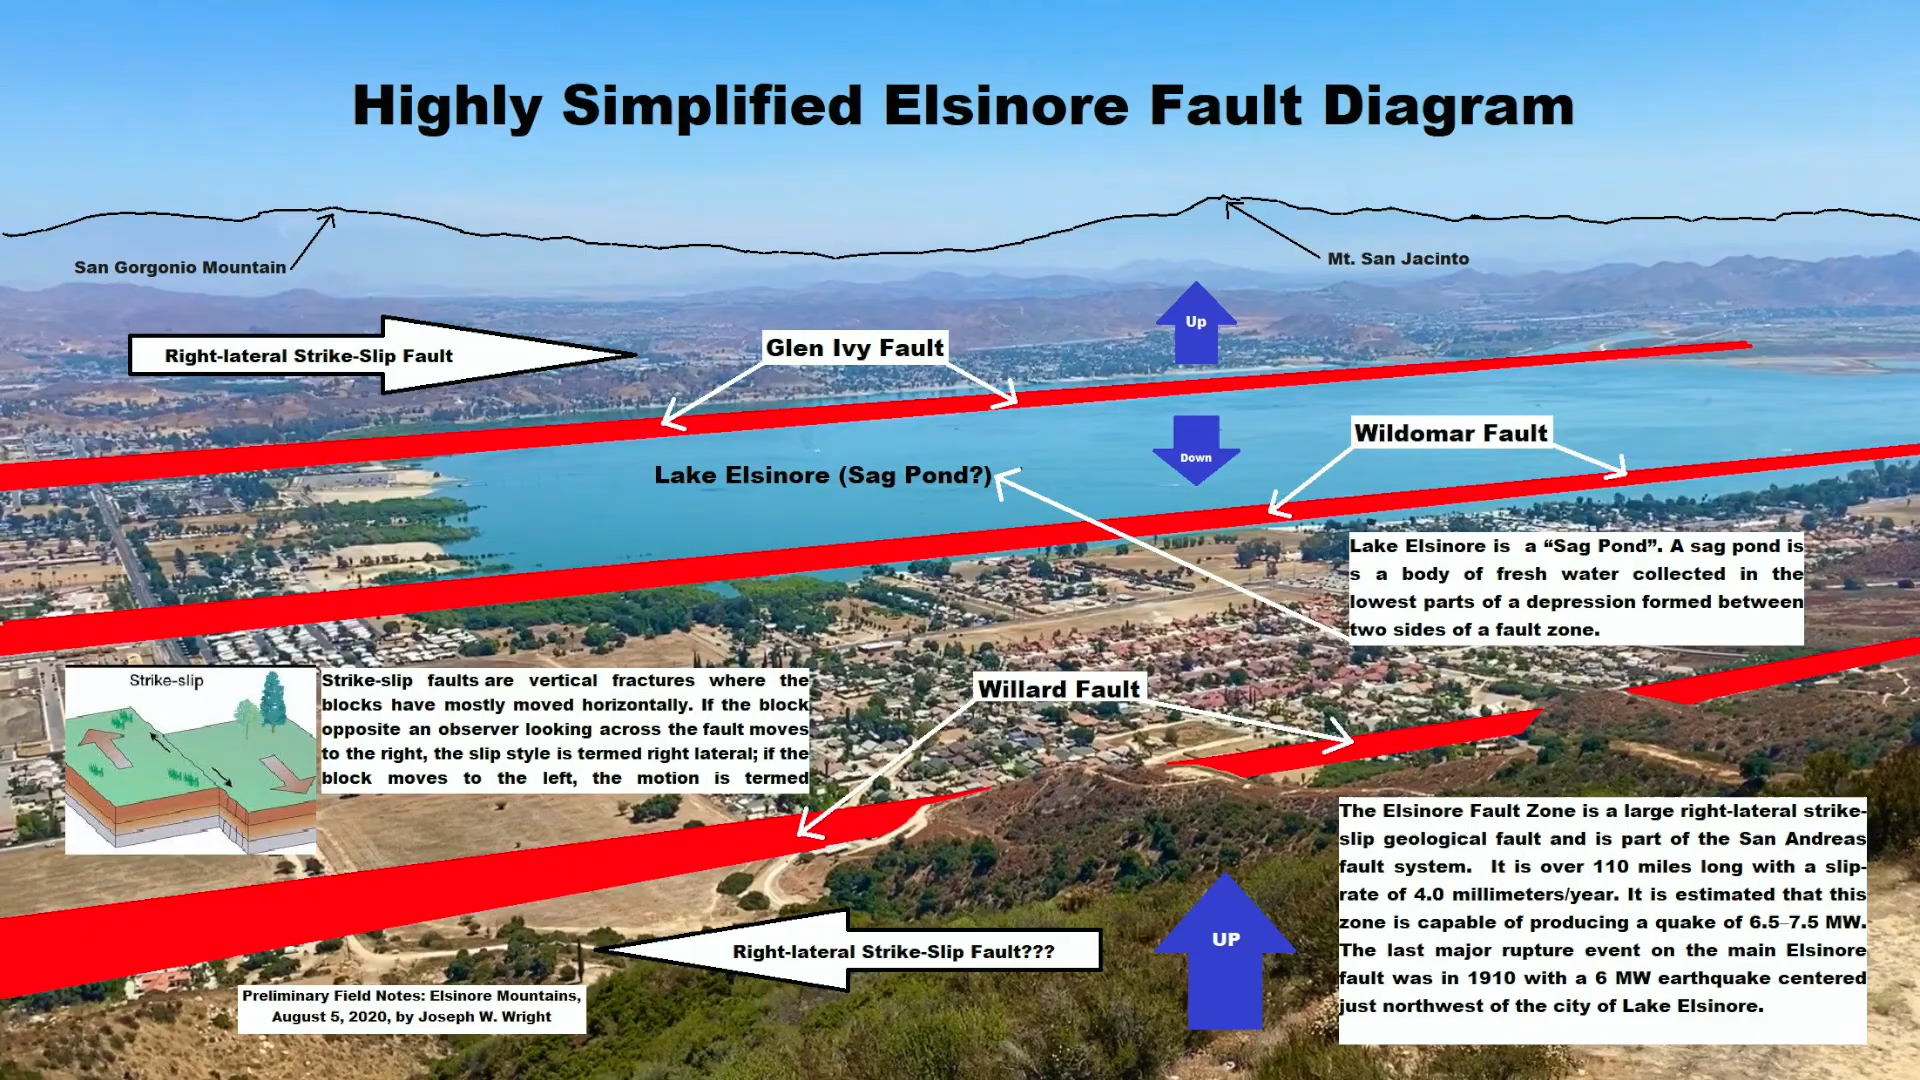 Highly Simplified Elsinore Fault Diagram
San Gorgonio Mountain
Mt. San Jacinto
Up
Right-lateral Strike-Slip Fault
Glen Ivy Fault
Wildomar Fault
Down
Lake Elsinore (Sag Pond?)
Lake Elsinore is a “Sag Pond”. A sag pond is
s a body of fresh water collected in the
lowest parts of a depression formed between
two sides of a fault zone.
Strike-slip
Strike-slip faults are vertical fractures where the
blocks have mostly moved horizontally. If the block
opposite an observer looking across the fault moves
to the right, the slip style is termed right lateral; if the
block moves to the left, the motion is termed
Willard Fault
The Elsinore Fault Zone is a large right-lateral strike-
slip geological fault and is part of the San Andreas
fault system. It is over 110 miles long with a slip-
rate of 4.0 millimeters/year. It is estimated that this
zone is capable of producing a quake of 6.5–7.5 MW.
The last major rupture event on the main Elsinore
fault was in 1910 with a 6 MW earthquake centered
just northwest of the city of Lake Elsinore.
UP
Right-lateral Strike-Slip Fault???
Preliminary Field Notes: Elsinore Mountains,
August 5, 2020, by Joseph W. Wright